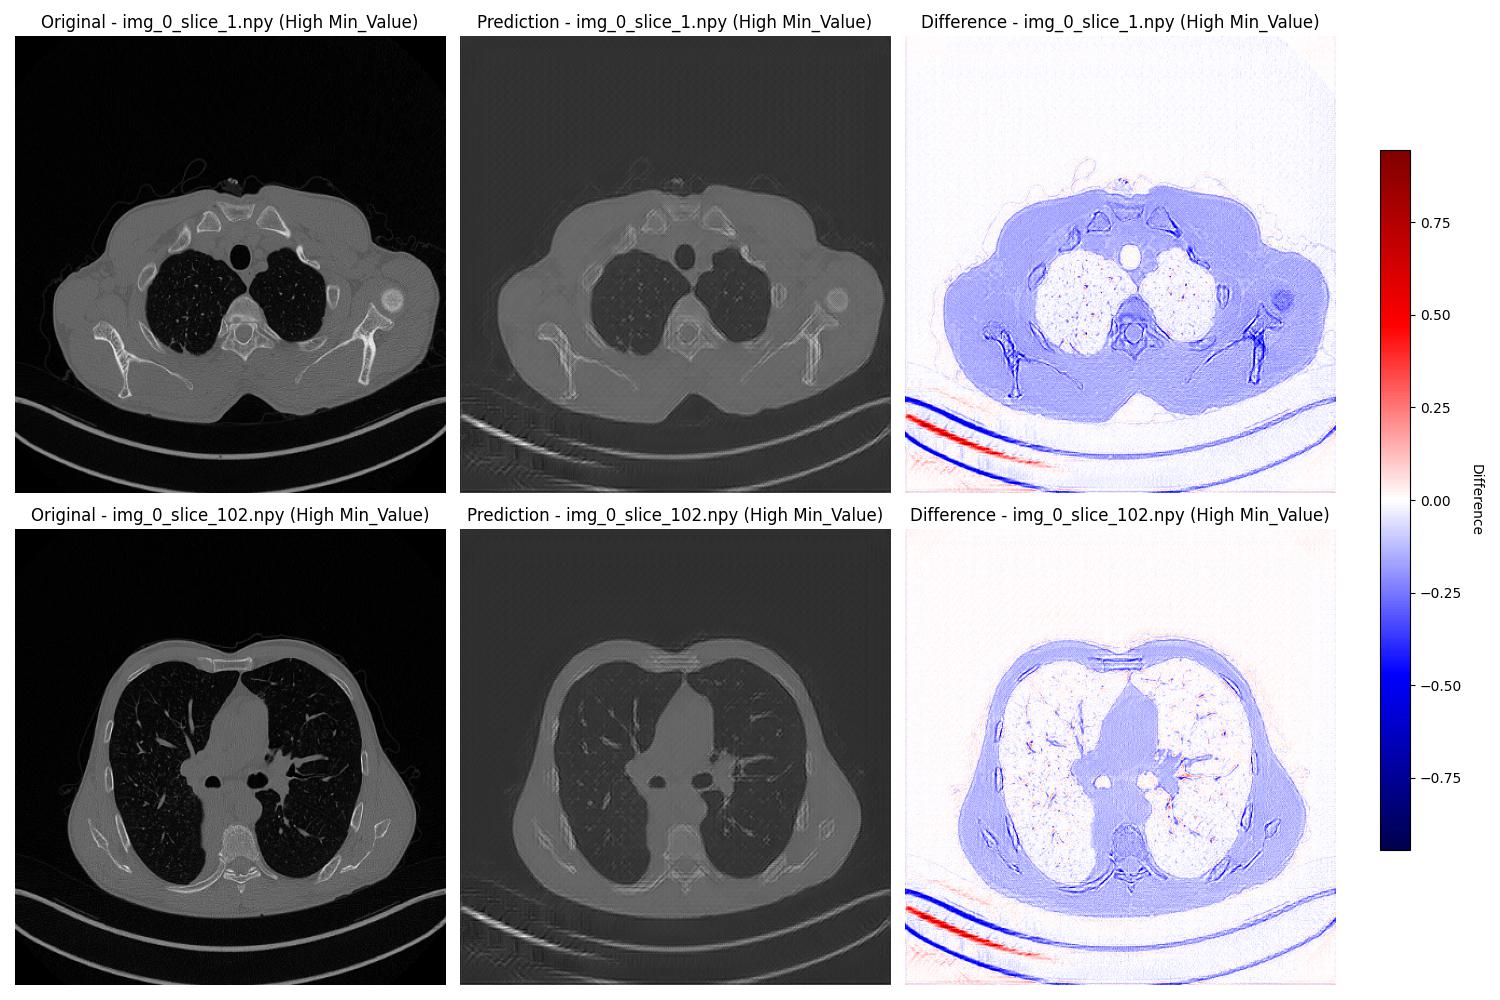 Original - img_0_slice_1.npy (High Min_Value)
Prediction - img_0_slice_1.npy (High Min_Value)
Difference - img_0_slice_1.npy (High Min_Value)
Original - img_0_slice_102.npy (High Min_Value)
Prediction - img_0_slice_102.npy (High Min_Value)
Difference - img_0_slice_102.npy (High Min_Value)
0.75
0.50
0.25
0.00
−0.25
−0.50
−0.75
Difference